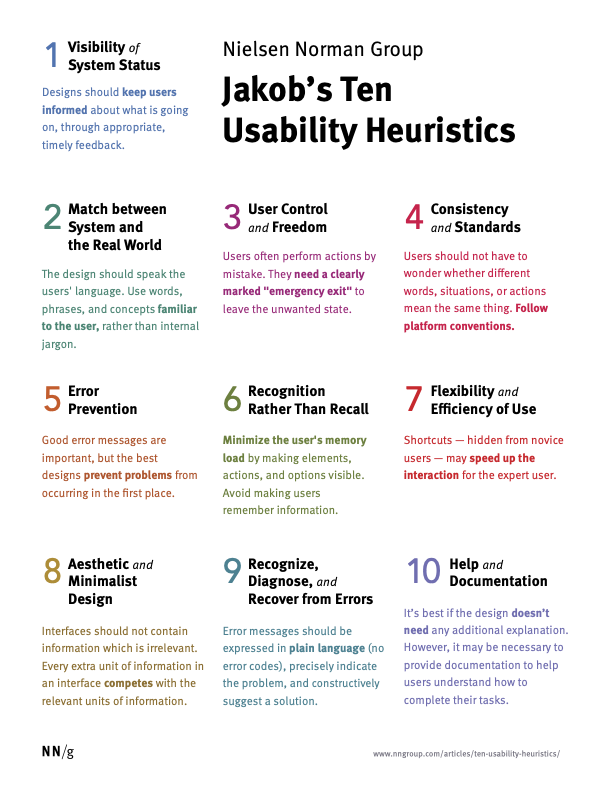 Nielsen Norman Group
Jakob's Ten
Usability Heuristics
1
Visibility of
System Status
Designs should keep users
informed about what is going
on, through appropriate,
timely feedback.
2
Match between
System and
the Real World
The design should speak the
users' language. Use words,
phrases, and concepts familiar
to the user, rather than internal
jargon.
3
User Control
and Freedom
Users often perform actions by
mistake. They need a clearly
marked "emergency exit" to
leave the unwanted state.
4
Consistency
and Standards
Users should not have to
wonder whether different
words, situations, or actions
mean the same thing. Follow
platform conventions.
5
Error
Prevention
Good error messages are
important, but the best
designs prevent problems from
occurring in the first place.
6
Recognition
Rather Than Recall
Minimize the user's memory
load by making elements,
actions, and options visible.
Avoid making users
remember information.
7
Flexibility and
Efficiency of Use
Shortcuts — hidden from novice
users — may speed up the
interaction for the expert user.
8
Aesthetic and
Minimalist
Design
Interfaces should not contain
information which is irrelevant.
Every extra unit of information in
an interface competes with the
relevant units of information.
9
Recognize,
Diagnose, and
Recover from Errors
Error messages should be
expressed in plain language (no
error codes), precisely indicate
the problem, and constructively
suggest a solution.
10
Help and
Documentation
It's best if the design doesn't
need any additional explanation.
However, it may be necessary to
provide documentation to help
users understand how to
complete their tasks.
NN/g
www.nngroup.com/articles/ten-usability-heuristics/